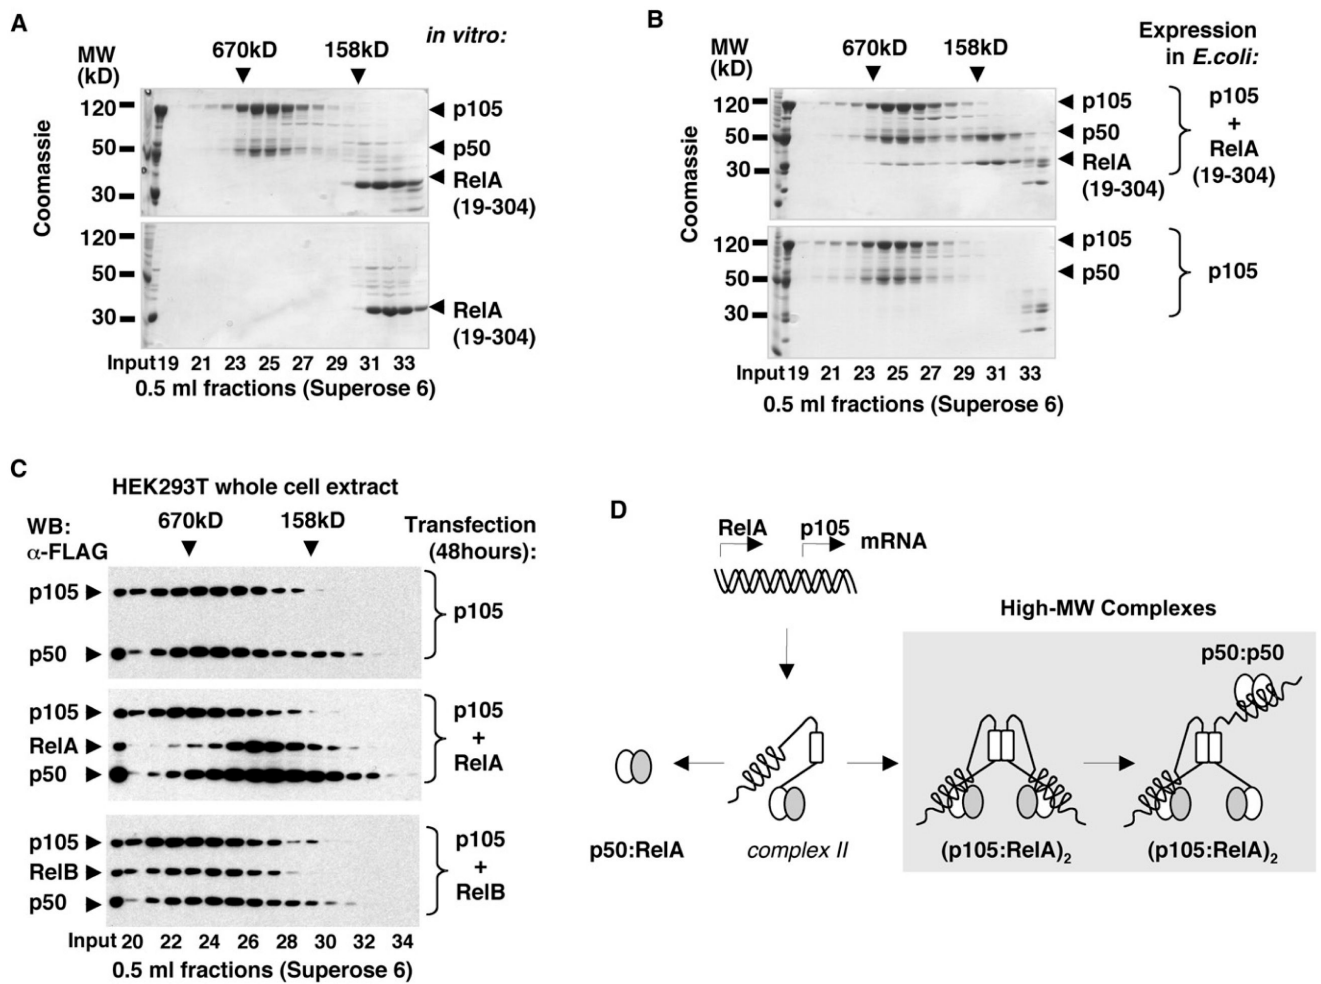 A
in vitro:
670kD 158kD
MW
(kD)
120
50
30
p105
p50
RelA
(19-304)
Coomassie
120
50
30
RelA
(19-304)
Input 19 21 23 25 27 29 31 33
0.5 ml fractions (Superose 6)
B
Expression
in E.coli:
670kD 158kD
MW
(kD)
120
50
30
p105
p50
RelA
(19-304)
p105
+
RelA
(19-304)
Coomassie
120
50
30
p105
p50
p105
Input 19 21 23 25 27 29 31 33
0.5 ml fractions (Superose 6)
C
HEK293T whole cell extract
WB:
α-FLAG
670kD 158kD
Transfection
(48hours):
p105
p50
p105
p105
RelA
p50
p105
+
RelA
p105
RelB
p50
p105
+
RelB
Input 20 22 24 26 28 30 32 34
0.5 ml fractions (Superose 6)
D
RelA p105 mRNA
High-MW Complexes
p50:p50
p50:RelA
complex II
(p105:RelA)2
(p105:RelA)2